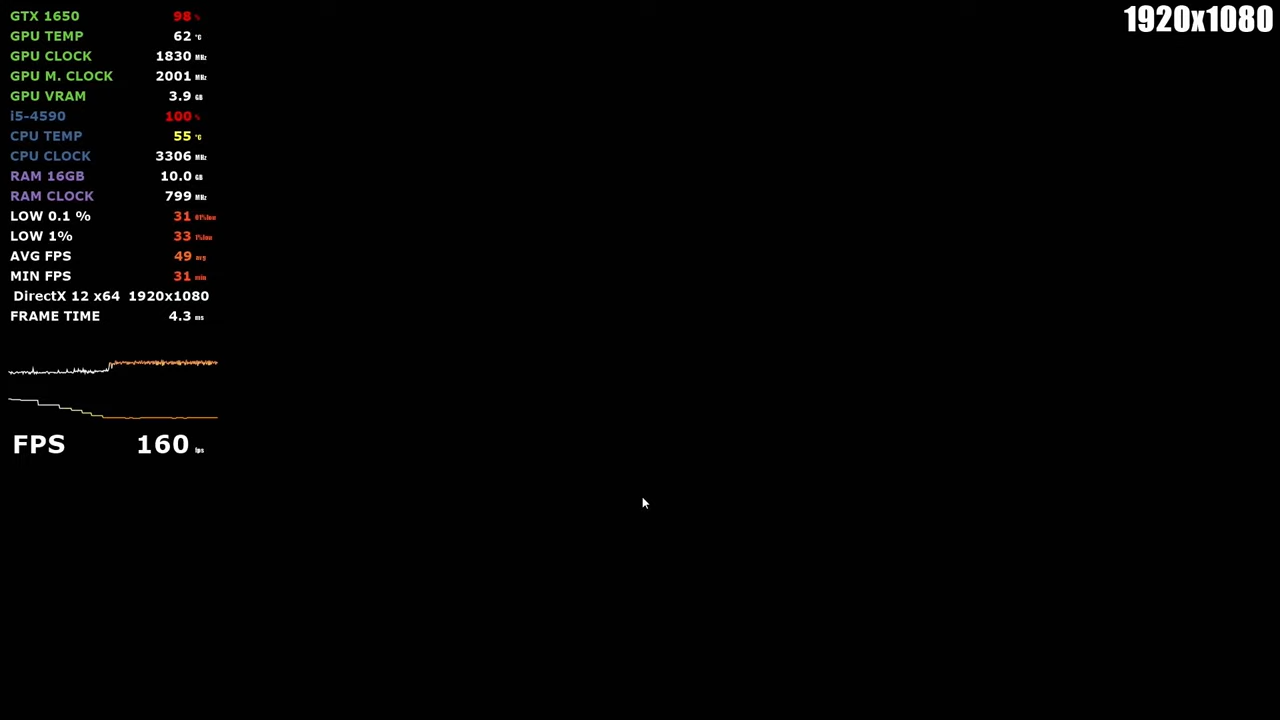 GTX 1650 98 %
GPU TEMP 62 °C
GPU CLOCK 1830 MHz
GPU M. CLOCK 2001 MHz
GPU VRAM 3.9 GB
i5-4590 100 %
CPU TEMP 55 °C
CPU CLOCK 3306 MHz
RAM 16GB 10.0 GB
RAM CLOCK 799 MHz
LOW 0.1 % 31
LOW 1% 33
AVG FPS 49 avg
MIN FPS 31 min
DirectX 12 x64 1920x1080
FRAME TIME 4.3 ms
FPS 160 fps
1920x1080